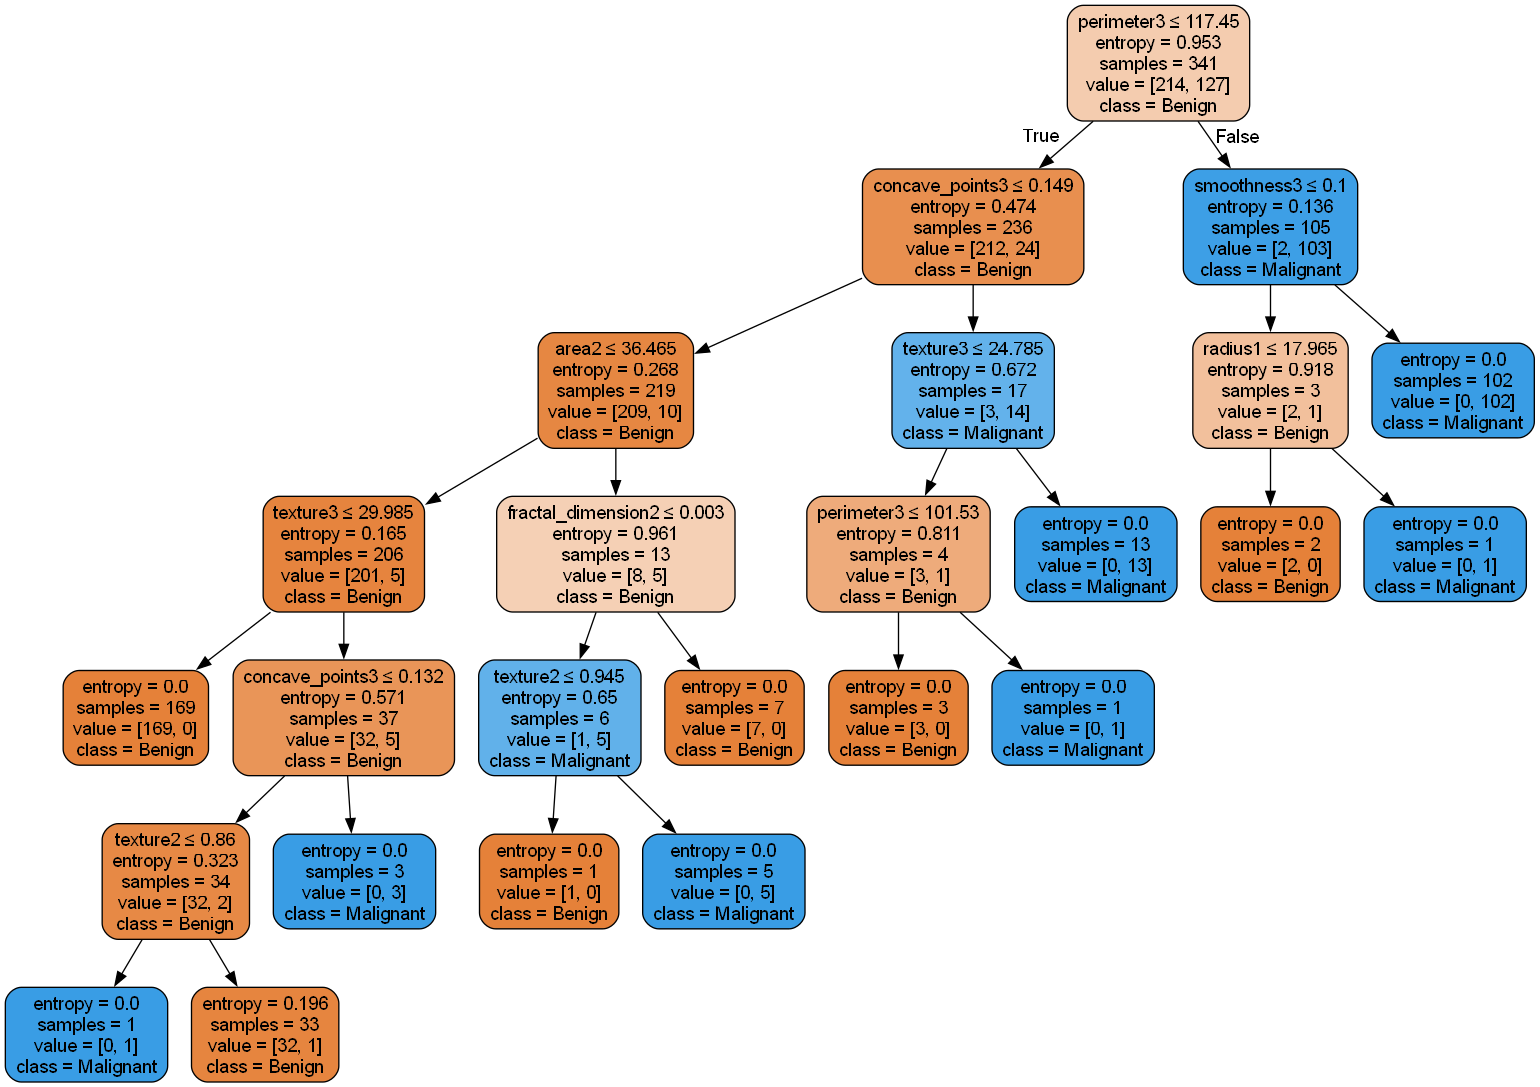 perimeter3 ≤ 117.45
entropy = 0.953
samples = 341
value = [214, 127]
class = Benign
True
False
concave_points3 ≤ 0.149
entropy = 0.474
samples = 236
value = [212, 24]
class = Benign
smoothness3 ≤ 0.1
entropy = 0.136
samples = 105
value = [2, 103]
class = Malignant
area2 ≤ 36.465
entropy = 0.268
samples = 219
value = [209, 10]
class = Benign
texture3 ≤ 24.785
entropy = 0.672
samples = 17
value = [3, 14]
class = Malignant
radius1 ≤ 17.965
entropy = 0.918
samples = 3
value = [2, 1]
class = Benign
entropy = 0.0
samples = 102
value = [0, 102]
class = Malignant
texture3 ≤ 29.985
entropy = 0.165
samples = 206
value = [201, 5]
class = Benign
fractal_dimension2 ≤ 0.003
entropy = 0.961
samples = 13
value = [8, 5]
class = Benign
perimeter3 ≤ 101.53
entropy = 0.811
samples = 4
value = [3, 1]
class = Benign
entropy = 0.0
samples = 13
value = [0, 13]
class = Malignant
entropy = 0.0
samples = 2
value = [2, 0]
class = Benign
entropy = 0.0
samples = 1
value = [0, 1]
class = Malignant
entropy = 0.0
samples = 169
value = [169, 0]
class = Benign
concave_points3 ≤ 0.132
entropy = 0.571
samples = 37
value = [32, 5]
class = Benign
texture2 ≤ 0.945
entropy = 0.65
samples = 6
value = [1, 5]
class = Malignant
entropy = 0.0
samples = 7
value = [7, 0]
class = Benign
entropy = 0.0
samples = 3
value = [3, 0]
class = Benign
entropy = 0.0
samples = 1
value = [0, 1]
class = Malignant
texture2 ≤ 0.86
entropy = 0.323
samples = 34
value = [32, 2]
class = Benign
entropy = 0.0
samples = 3
value = [0, 3]
class = Malignant
entropy = 0.0
samples = 1
value = [1, 0]
class = Benign
entropy = 0.0
samples = 5
value = [0, 5]
class = Malignant
entropy = 0.0
samples = 1
value = [0, 1]
class = Malignant
entropy = 0.196
samples = 33
value = [32, 1]
class = Benign